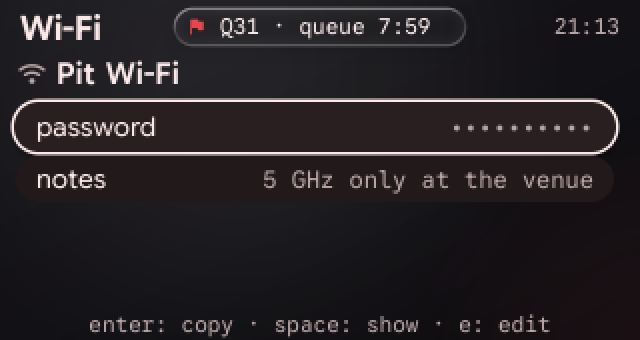 Wi-Fi
Q31 · queue 7:59
21:13
Pit Wi-Fi
password ••••••••••
notes 5 GHz only at the venue
enter: copy · space: show · e: edit